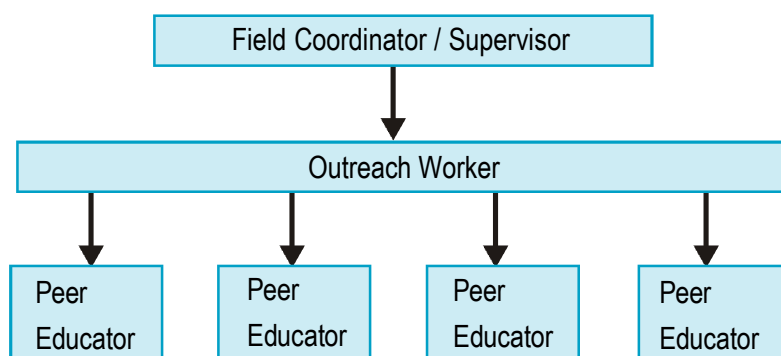 Field Coordinator / Supervisor
Outreach Worker
Peer
Educator
Peer
Educator
Peer
Educator
Peer
Educator